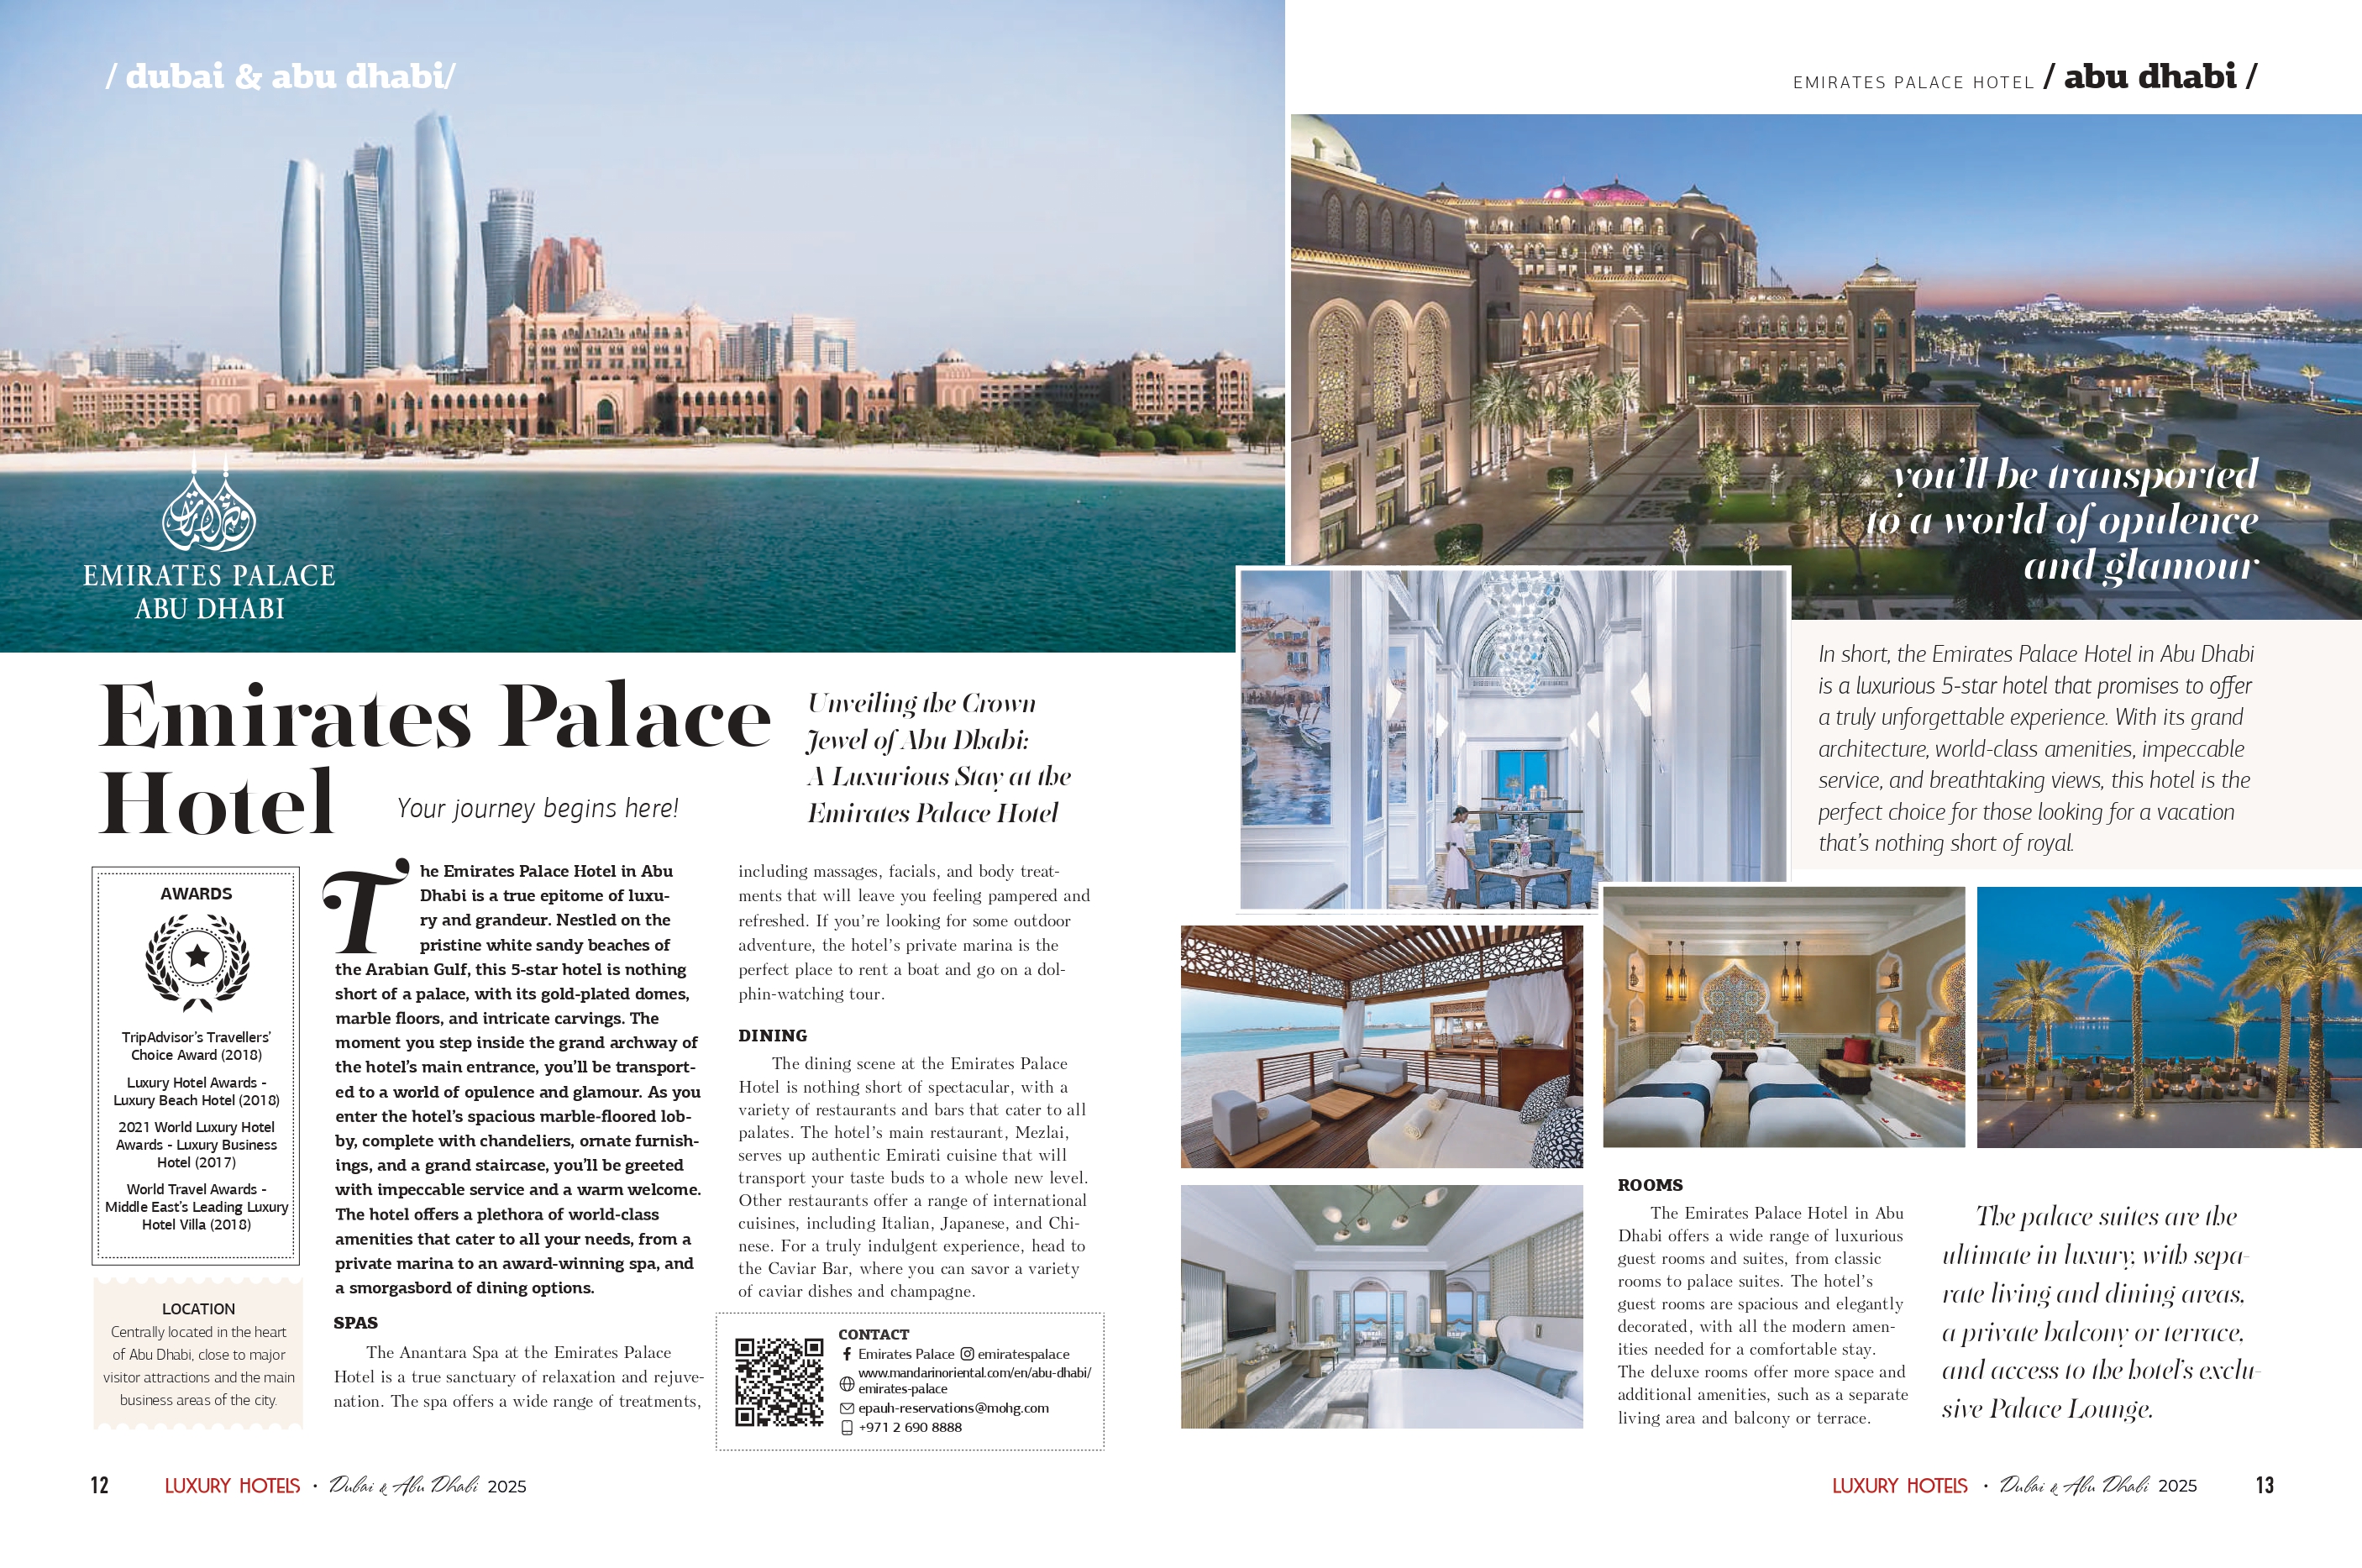 / dubai & abu dhabi/
EMIRATES PALACE
ABU DHABI
Emirates Palace
Hotel
Your journey begins here!
Unveiling the Crown
Jewel of Abu Dhabi:
A Luxurious Stay at the
Emirates Palace Hotel
AWARDS
TripAdvisor's Travellers'
Choice Award (2018)
Luxury Hotel Awards -
Luxury Beach Hotel (2018)
2021 World Luxury Hotel
Awards - Luxury Business
Hotel (2017)
World Travel Awards -
Middle East's Leading Luxury
Hotel Villa (2018)
LOCATION
Centrally located in the heart
of Abu Dhabi, close to major
visitor attractions and the main
business areas of the city.
The Emirates Palace Hotel in Abu
Dhabi is a true epitome of luxu-
ry and grandeur. Nestled on the
pristine white sandy beaches of
the Arabian Gulf, this 5-star hotel is nothing
short of a palace, with its gold-plated domes,
marble floors, and intricate carvings. The
moment you step inside the grand archway of
the hotel's main entrance, you'll be transport-
ed to a world of opulence and glamour. As you
enter the hotel's spacious marble-floored lob-
by, complete with chandeliers, ornate furnish-
ings, and a grand staircase, you'll be greeted
with impeccable service and a warm welcome.
The hotel offers a plethora of world-class
amenities that cater to all your needs, from a
private marina to an award-winning spa, and
a smorgasbord of dining options.
SPAS
The Anantara Spa at the Emirates Palace
Hotel is a true sanctuary of relaxation and rejuve-
nation. The spa offers a wide range of treatments,
including massages, facials, and body treat-
ments that will leave you feeling pampered and
refreshed. If you're looking for some outdoor
adventure, the hotel's private marina is the
perfect place to rent a boat and go on a dol-
phin-watching tour.
DINING
The dining scene at the Emirates Palace
Hotel is nothing short of spectacular, with a
variety of restaurants and bars that cater to all
palates. The hotel's main restaurant, Mezlai,
serves up authentic Emirati cuisine that will
transport your taste buds to a whole new level.
Other restaurants offer a range of international
cuisines, including Italian, Japanese, and Chi-
nese. For a truly indulgent experience, head to
the Caviar Bar, where you can savor a variety
of caviar dishes and champagne.
CONTACT
Emirates Palace emiratespalace
www.mandarinoriental.com/en/abu-dhabi/
emirates-palace
epauh-reservations@mohg.com
+971 2 690 8888
12 LUXURY HOTELS • Dubai & Abu Dhabi 2025
EMIRATES PALACE HOTEL / abu dhabi /
you'll be transported
to a world of opulence
and glamour
In short, the Emirates Palace Hotel in Abu Dhabi
is a luxurious 5-star hotel that promises to offer
a truly unforgettable experience. With its grand
architecture, world-class amenities, impeccable
service, and breathtaking views, this hotel is the
perfect choice for those looking for a vacation
that's nothing short of royal.
ROOMS
The Emirates Palace Hotel in Abu
Dhabi offers a wide range of luxurious
guest rooms and suites, from classic
rooms to palace suites. The hotel's
guest rooms are spacious and elegantly
decorated, with all the modern amen-
ities needed for a comfortable stay.
The deluxe rooms offer more space and
additional amenities, such as a separate
living area and balcony or terrace.
The palace suites are the
ultimate in luxury, with sepa-
rate living and dining areas,
a private balcony or terrace,
and access to the hotel's exclu-
sive Palace Lounge.
LUXURY HOTELS • Dubai & Abu Dhabi 2025 13